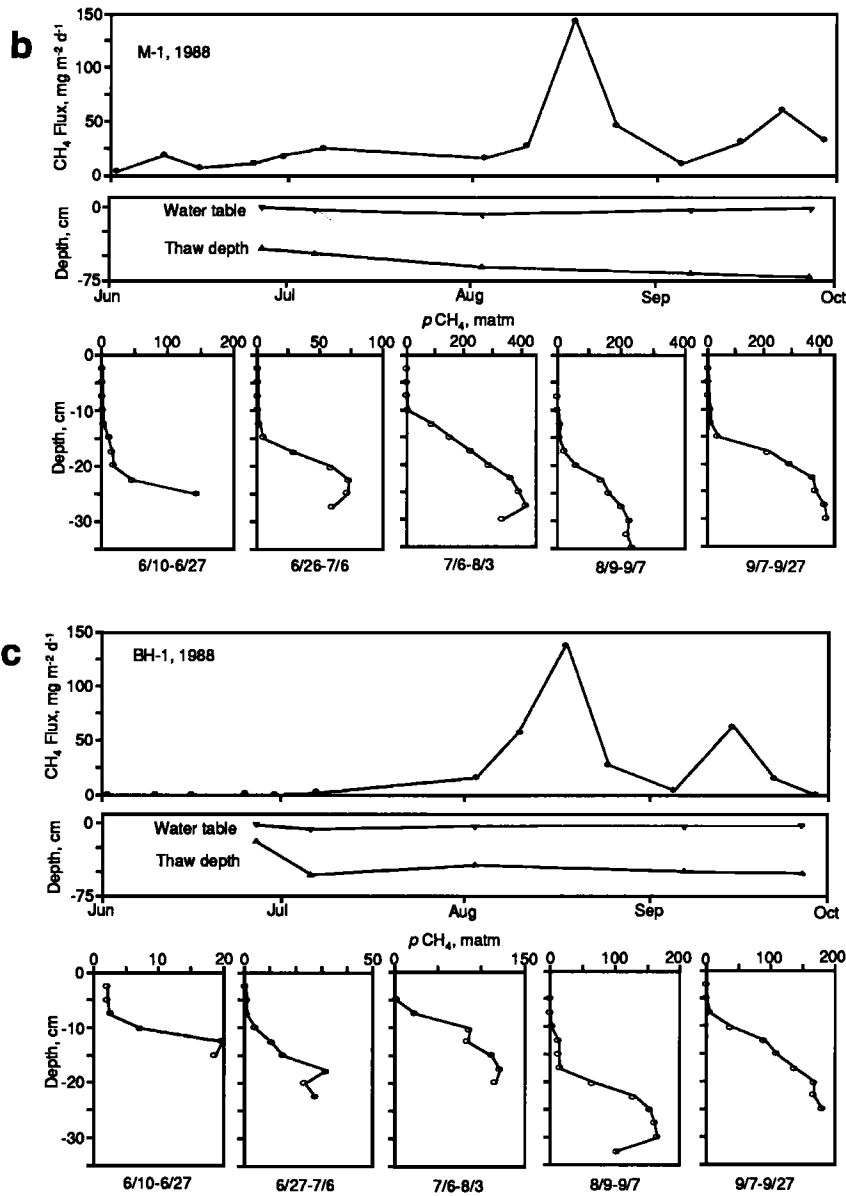 b
M-1, 1988
CH₄ Flux, mg m⁻² d⁻¹
150
100
50
0
Depth, cm
0
-75
Water table
Thaw depth
Jun Jul Aug Sep Oct
p CH₄, matm
0 100 200 0 50 100 0 200 400 0 200 400 0 200 400
Depth, cm
0
-10
-20
-30
6/10-6/27 6/26-7/6 7/6-8/3 8/9-9/7 9/7-9/27
c
BH-1, 1988
CH₄ Flux, mg m⁻² d⁻¹
150
100
50
0
Depth, cm
0
-75
Water table
Thaw depth
Jun Jul Aug Sep Oct
p CH₄, matm
0 10 20 0 50 0 150 0 100 200 0 100 200
Depth, cm
0
-10
-20
-30
6/10-6/27 6/27-7/6 7/6-8/3 8/9-9/7 9/7-9/27